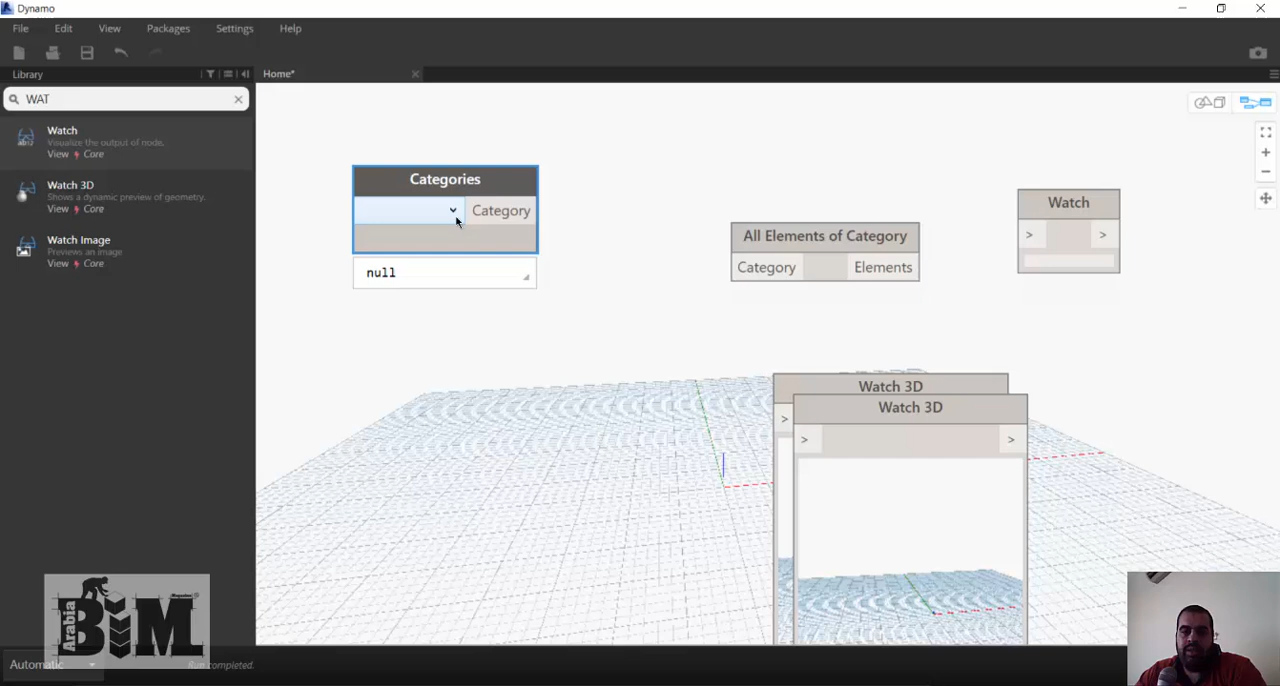 Dynamo
File Edit View Packages Settings Help
Library
Home*
WAT
Watch
Visualize the output of node.
View Core
Watch 3D
Shows a dynamic preview of geometry.
View Core
Watch Image
Previews an image
View Core
Categories
Category
null
All Elements of Category
Category Elements
Watch
> >
Watch 3D
>
Watch 3D
> >
Arabia
BIM
Magazine
Automatic
Run completed.